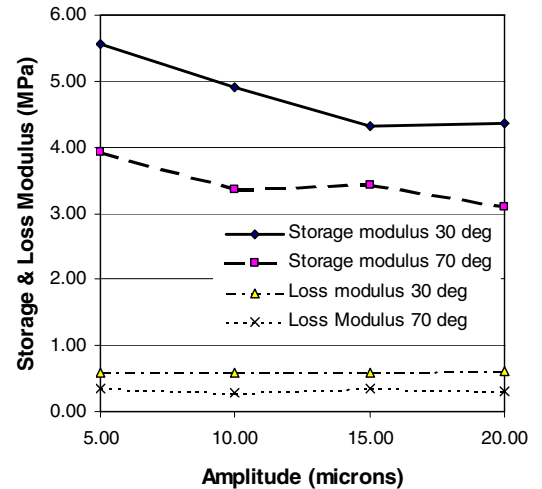 6.00
5.00
4.00
3.00
2.00
1.00
0.00
Storage & Loss Modulus (MPa)
Storage modulus 30 deg
Storage modulus 70 deg
Loss modulus 30 deg
Loss Modulus 70 deg
5.00 10.00 15.00 20.00
Amplitude (microns)